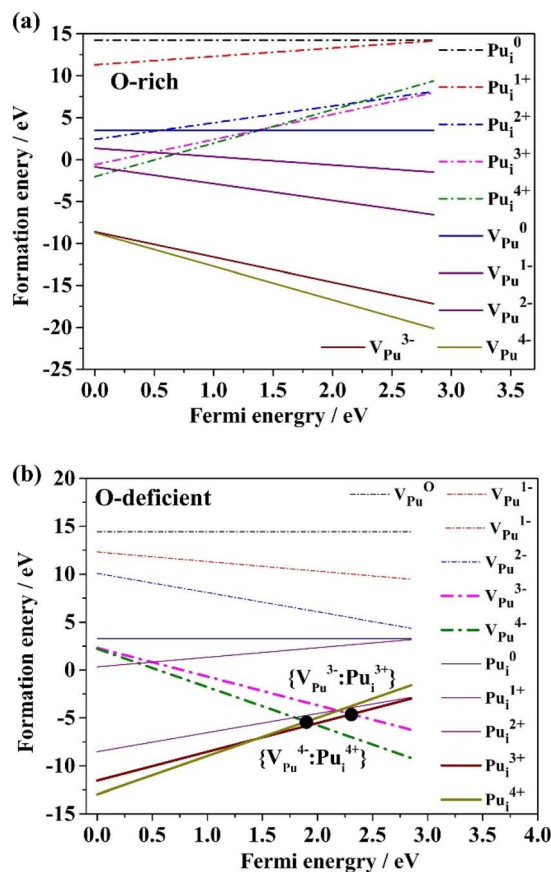 (a)
O-rich
Formation enery / eV
15
10
5
0
-5
-10
-15
-20
-25
0.0 0.5 1.0 1.5 2.0 2.5 3.0 3.5
Fermi energry / eV
Pu_i^0
Pu_i^1+
Pu_i^2+
Pu_i^3+
Pu_i^4+
V_Pu^0
V_Pu^1-
V_Pu^2-
V_Pu^3- V_Pu^4-
(b)
O-deficient
Formation enery / eV
20
15
10
5
0
-5
-10
-15
0.0 0.5 1.0 1.5 2.0 2.5 3.0 3.5 4.0
Fermi energry / eV
V_Pu^O V_Pu^1-
V_Pu^1-
V_Pu^2-
V_Pu^3-
V_Pu^4-
Pu_i^0
Pu_i^1+
Pu_i^2+
Pu_i^3+
Pu_i^4+
{V_Pu^3-:Pu_i^3+}
{V_Pu^4-:Pu_i^4+}